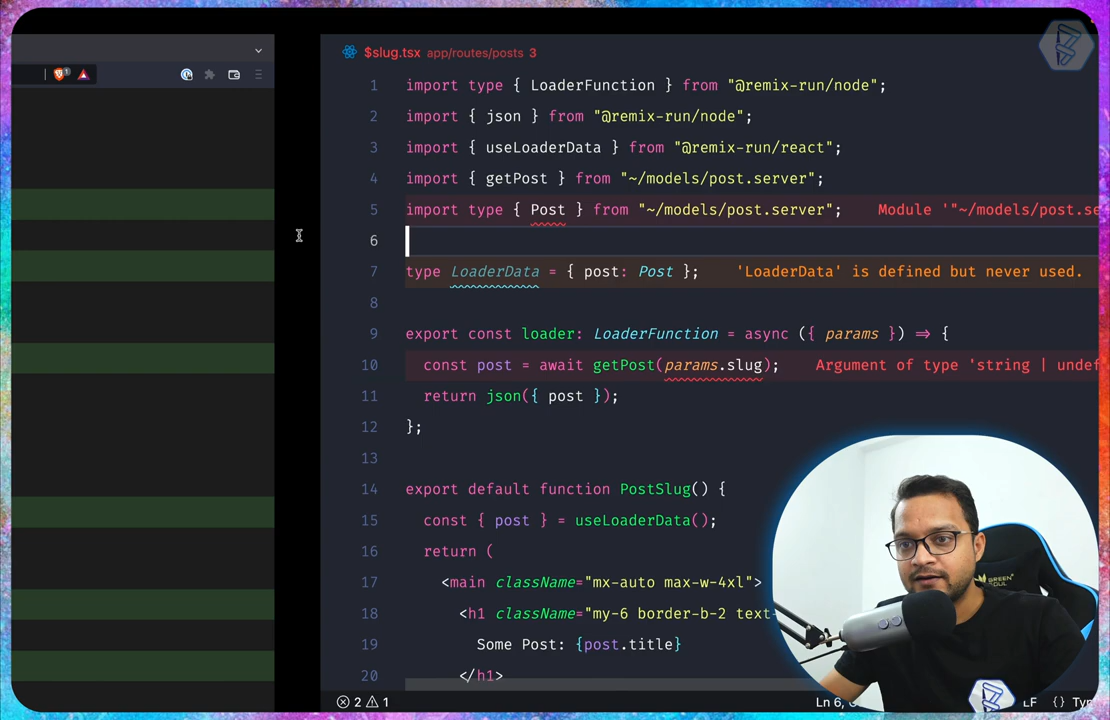 $slug.tsx app/routes/posts 3
1 import type { LoaderFunction } from "@remix-run/node";
2 import { json } from "@remix-run/node";
3 import { useLoaderData } from "@remix-run/react";
4 import { getPost } from "~/models/post.server";
5 import type { Post } from "~/models/post.server"; Module '"~/models/post.se
6
7 type LoaderData = { post: Post }; 'LoaderData' is defined but never used.
8
9 export const loader: LoaderFunction = async ({ params }) => {
10 const post = await getPost(params.slug); Argument of type 'string | undef
11 return json({ post });
12 };
13
14 export default function PostSlug() {
15 const { post } = useLoaderData();
16 return (
17 <main className="mx-auto max-w-4xl">
18 <h1 className="my-6 border-b-2 text-
19 Some Post: {post.title}
20 </h1>
GREEN SOUL
2 1 Ln 6, LF {} Ty